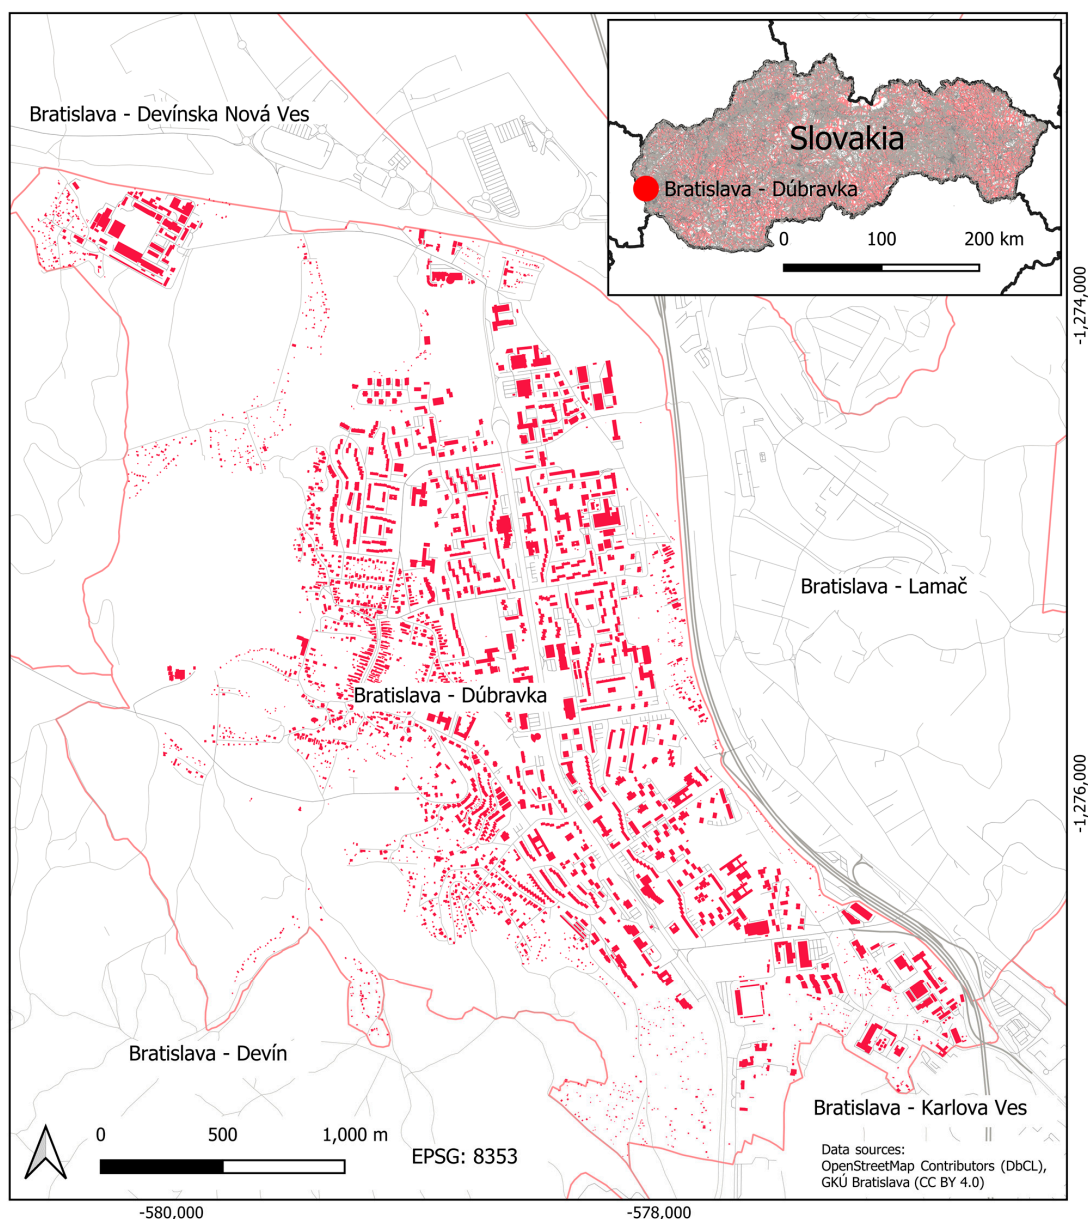 Bratislava - Devínska Nová Ves
Slovakia
Bratislava - Dúbravka
0 100 200 km
-1,274,000
Bratislava - Lamač
Bratislava - Dúbravka
-1,276,000
Bratislava - Devín
Bratislava - Karlova Ves
0 500 1,000 m
EPSG: 8353
Data sources:
OpenStreetMap Contributors (DbCL),
GKÚ Bratislava (CC BY 4.0)
-580,000 -578,000